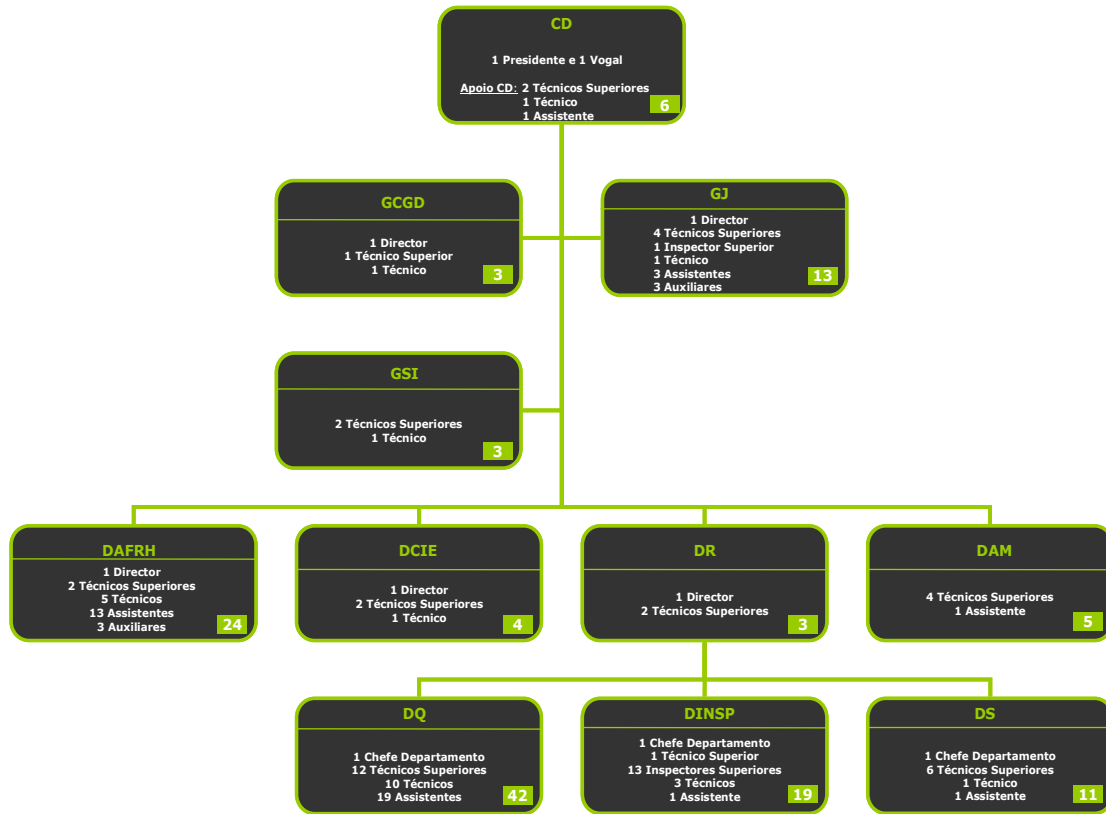 CD
1 Presidente e 1 Vogal
Apoio CD: 2 Técnicos Superiores
1 Técnico
1 Assistente
6
GCGD
1 Director
1 Técnico Superior
1 Técnico
3
GJ
1 Director
4 Técnicos Superiores
1 Inspector Superior
1 Técnico
3 Assistentes
3 Auxiliares
13
GSI
2 Técnicos Superiores
1 Técnico
3
DAFRH
1 Director
2 Técnicos Superiores
5 Técnicos
13 Assistentes
3 Auxiliares
24
DCIE
1 Director
2 Técnicos Superiores
1 Técnico
4
DR
1 Director
2 Técnicos Superiores
3
DAM
4 Técnicos Superiores
1 Assistente
5
DQ
1 Chefe Departamento
12 Técnicos Superiores
10 Técnicos
19 Assistentes
42
DINSP
1 Chefe Departamento
1 Técnico Superior
13 Inspectores Superiores
3 Técnicos
1 Assistente
19
DS
1 Chefe Departamento
6 Técnicos Superiores
1 Técnico
1 Assistente
11